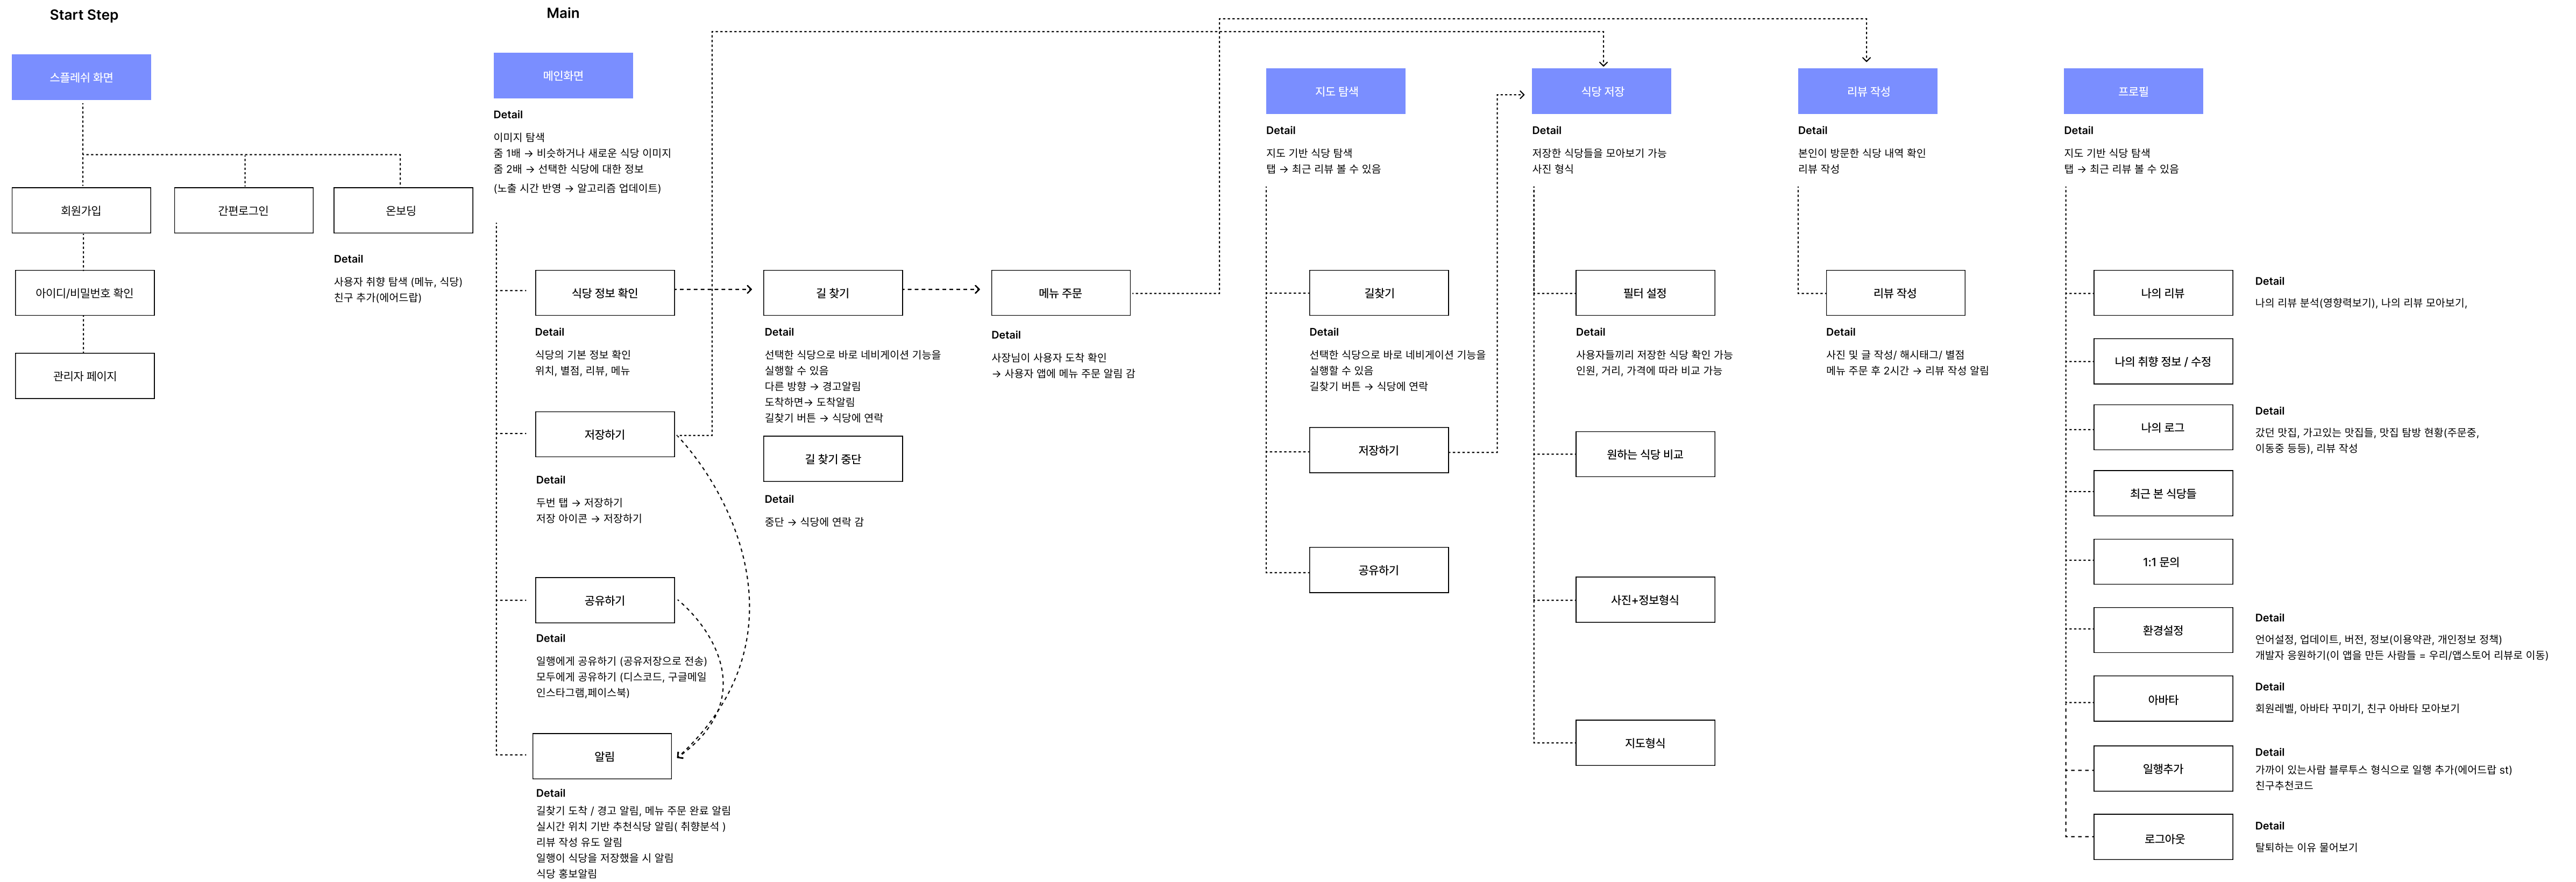 Start Step
스플레쉬 화면
회원가입
간편로그인
온보딩
Detail
사용자 취향 탐색 (메뉴, 식당)
친구 추가(에어드랍)
아이디/비밀번호 확인
관리자 페이지
Main
메인화면
Detail
이미지 탐색
줌 1배 → 비슷하거나 새로운 식당 이미지
줌 2배 → 선택한 식당에 대한 정보
(노출 시간 반영 → 알고리즘 업데이트)
식당 정보 확인
Detail
식당의 기본 정보 확인
위치, 별점, 리뷰, 메뉴
저장하기
Detail
두번 탭 → 저장하기
저장 아이콘 → 저장하기
공유하기
Detail
일행에게 공유하기 (공유저장으로 전송)
모두에게 공유하기 (디스코드, 구글메일
인스타그램,페이스북)
알림
Detail
길찾기 도착 / 경고 알림, 메뉴 주문 완료 알림
실시간 위치 기반 추천식당 알림( 취향분석 )
리뷰 작성 유도 알림
일행이 식당을 저장했을 시 알림
식당 홍보알림
길 찾기
Detail
선택한 식당으로 바로 네비게이션 기능을
실행할 수 있음
다른 방향 → 경고알림
도착하면→ 도착알림
길찾기 버튼 → 식당에 연락
길 찾기 중단
Detail
중단 → 식당에 연락 감
메뉴 주문
Detail
사장님이 사용자 도착 확인
→ 사용자 앱에 메뉴 주문 알림 감
지도 탐색
Detail
지도 기반 식당 탐색
탭 → 최근 리뷰 볼 수 있음
길찾기
Detail
선택한 식당으로 바로 네비게이션 기능을
실행할 수 있음
길찾기 버튼 → 식당에 연락
저장하기
공유하기
식당 저장
Detail
저장한 식당들을 모아보기 가능
사진 형식
필터 설정
Detail
사용자들끼리 저장한 식당 확인 가능
인원, 거리, 가격에 따라 비교 가능
원하는 식당 비교
사진+정보형식
지도형식
리뷰 작성
Detail
본인이 방문한 식당 내역 확인
리뷰 작성
리뷰 작성
Detail
사진 및 글 작성/ 해시태그/ 별점
메뉴 주문 후 2시간 → 리뷰 작성 알림
프로필
Detail
지도 기반 식당 탐색
탭 → 최근 리뷰 볼 수 있음
나의 리뷰
Detail
나의 리뷰 분석(영향력보기), 나의 리뷰 모아보기,
나의 취향 정보 / 수정
나의 로그
Detail
갔던 맛집, 가고있는 맛집들, 맛집 탐방 현황(주문중,
이동중 등등), 리뷰 작성
최근 본 식당들
1:1 문의
환경설정
Detail
언어설정, 업데이트, 버전, 정보(이용약관, 개인정보 정책)
개발자 응원하기(이 앱을 만든 사람들 = 우리/앱스토어 리뷰로 이동)
아바타
Detail
회원레벨, 아바타 꾸미기, 친구 아바타 모아보기
일행추가
Detail
가까이 있는사람 블루투스 형식으로 일행 추가(에어드랍 st)
친구추천코드
로그아웃
Detail
탈퇴하는 이유 물어보기